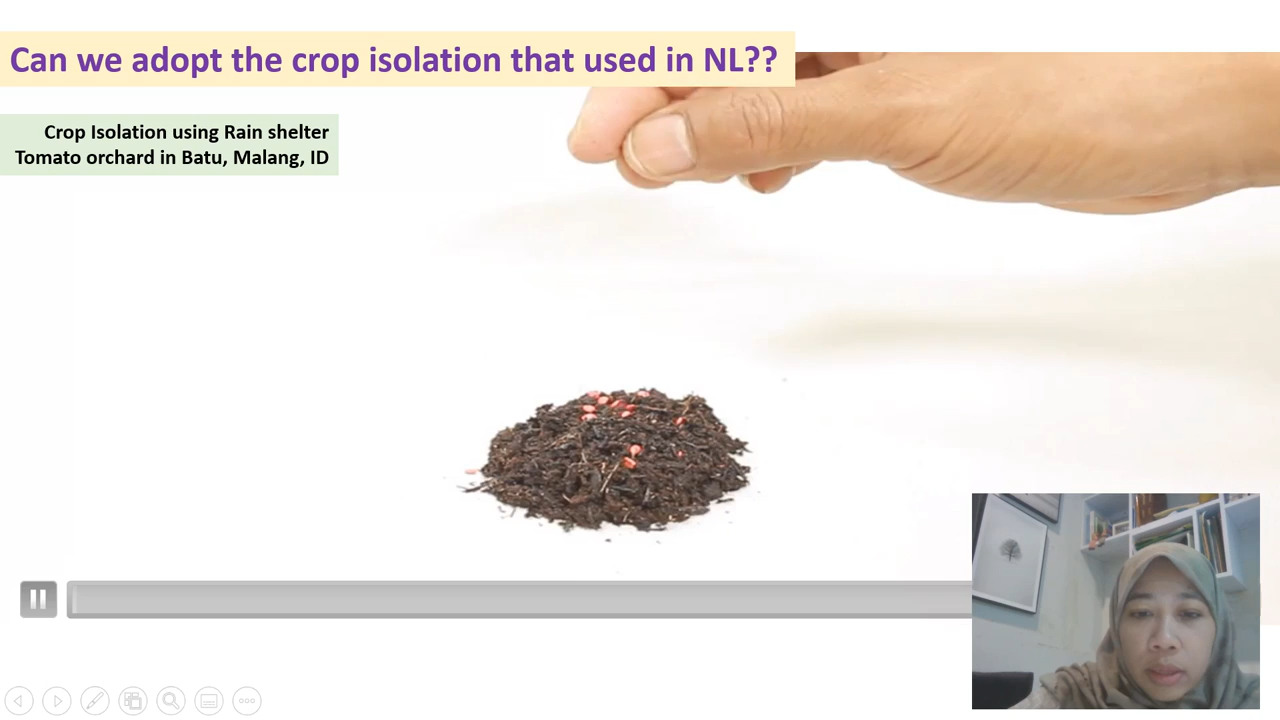 Can we adopt the crop isolation that used in NL??
Crop Isolation using Rain shelter
Tomato orchard in Batu, Malang, ID